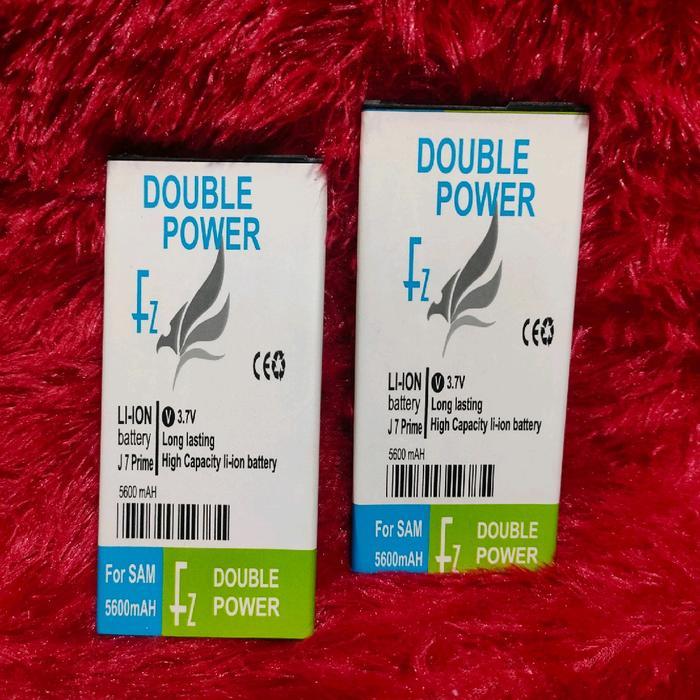 DOUBLE
POWER
Fz
CE
LI-ION V 3.7V
battery Long lasting
J7 Prime High Capacity li-ion battery
5600 mAH
For SAM
5600mAH
Fz
DOUBLE
POWER
DOUBLE
POWER
Fz
CE
LI-ION V 3.7V
battery Long lasting
J7 Prime High Capacity li-ion battery
5600 mAH
For SAM
5600mAH
Fz
DOUBLE
POWER